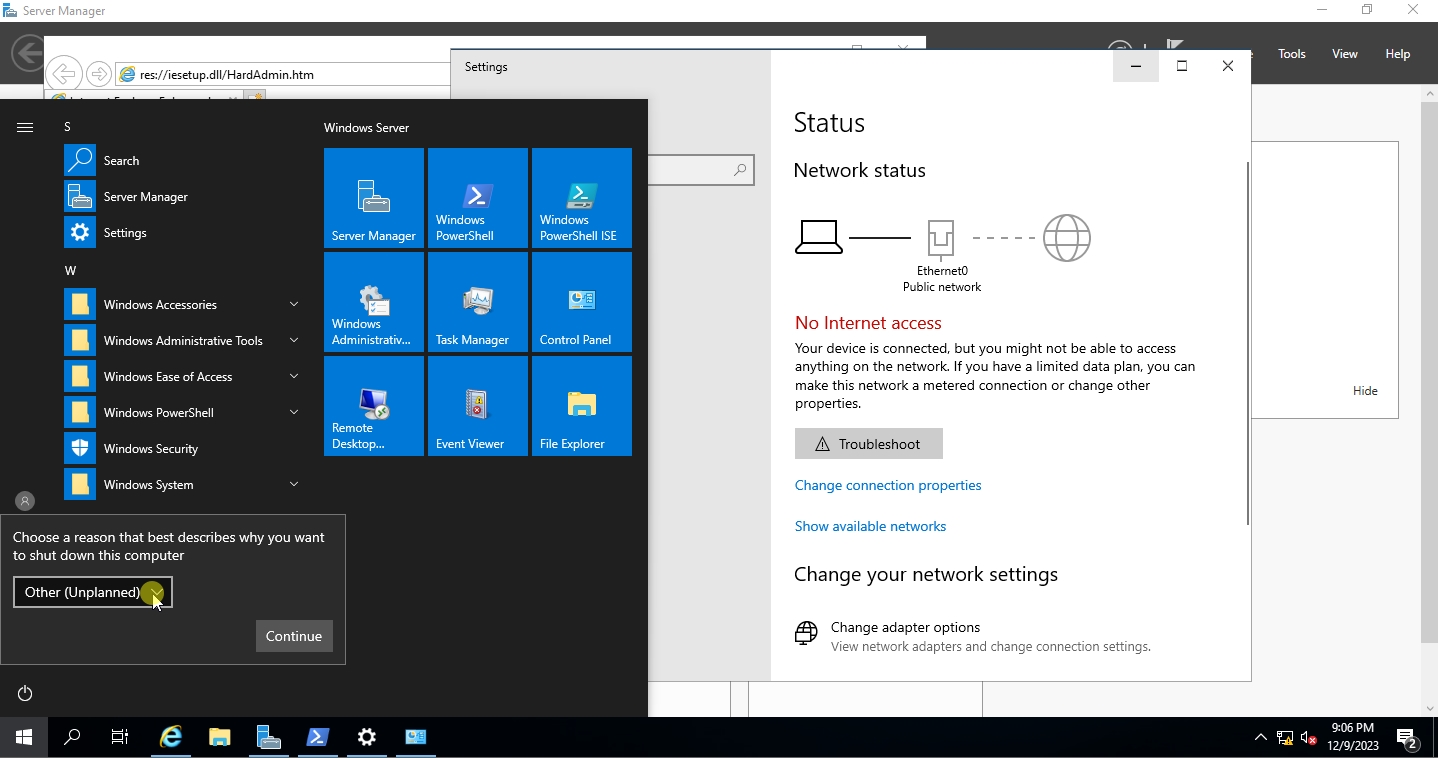 Server Manager
Tools
View
Help
res://iesetup.dll/HardAdmin.htm
Settings
S
Search
Server Manager
Settings
W
Windows Accessories
Windows Administrative Tools
Windows Ease of Access
Windows PowerShell
Windows Security
Windows System
Windows Server
Server Manager
Windows
PowerShell
Windows
PowerShell ISE
Windows
Administrativ...
Task Manager
Control Panel
Remote
Desktop...
Event Viewer
File Explorer
Choose a reason that best describes why you want
to shut down this computer
Other (Unplanned)
Continue
Status
Network status
Ethernet0
Public network
No Internet access
Your device is connected, but you might not be able to access
anything on the network. If you have a limited data plan, you can
make this network a metered connection or change other
properties.
Troubleshoot
Change connection properties
Show available networks
Change your network settings
Change adapter options
View network adapters and change connection settings.
Hide
9:06 PM
12/9/2023
2